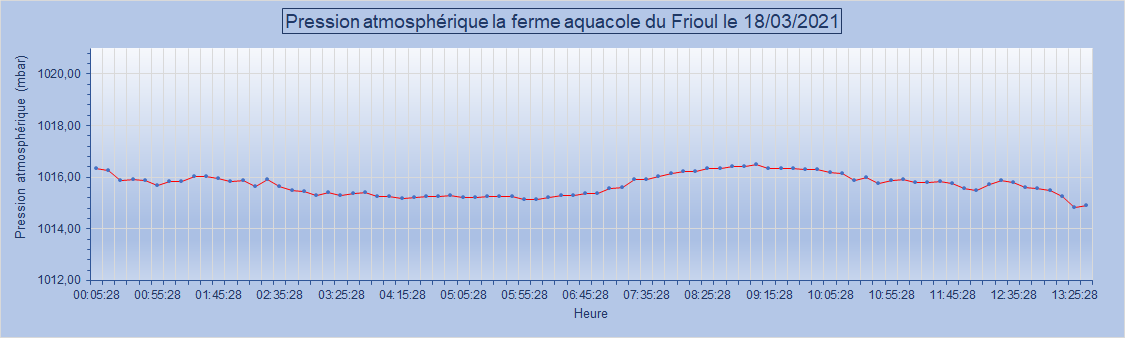 Pression atmosphérique la ferme aquacole du Frioul le 18/03/2021
Pression atmosphérique (mbar)
1020,00
1018,00
1016,00
1014,00
1012,00
00:05:28 00:55:28 01:45:28 02:35:28 03:25:28 04:15:28 05:05:28 05:55:28 06:45:28 07:35:28 08:25:28 09:15:28 10:05:28 10:55:28 11:45:28 12:35:28 13:25:28
Heure